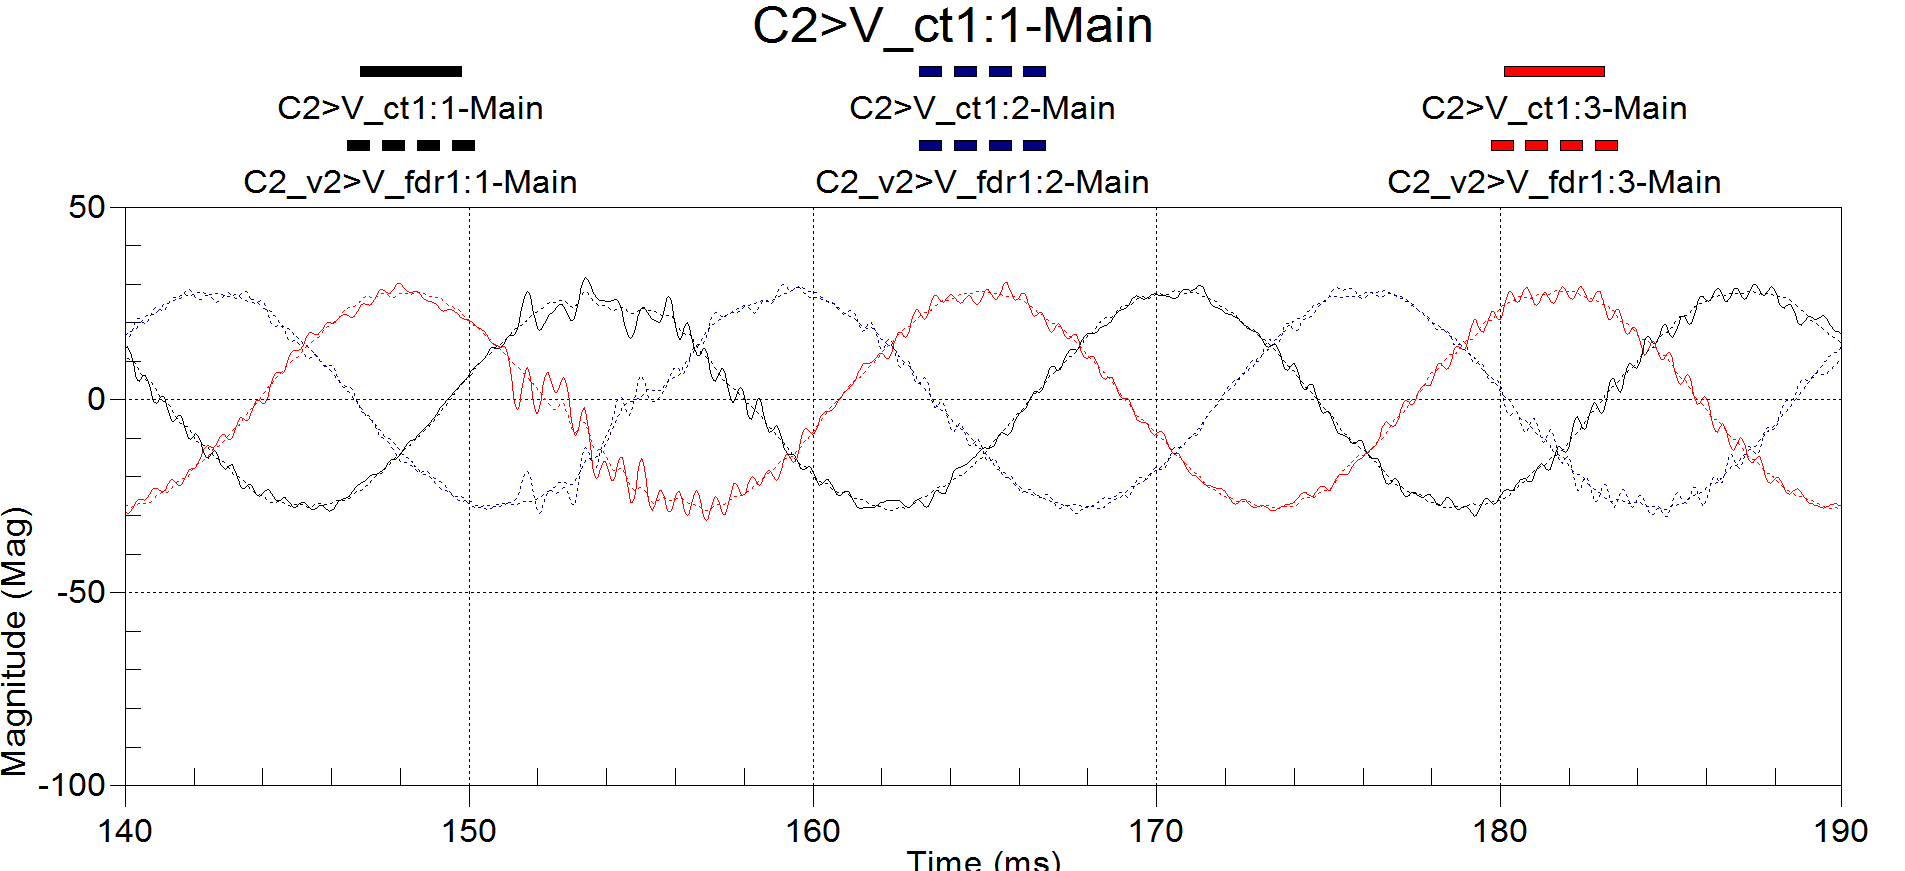 C2>V_ct1:1-Main
C2>V_ct1:1-Main C2>V_ct1:2-Main C2>V_ct1:3-Main
C2_v2>V_fdr1:1-Main C2_v2>V_fdr1:2-Main C2_v2>V_fdr1:3-Main
50
0
-50
-100
Magnitude (Mag)
140 150 160 170 180 190
Time (ms)